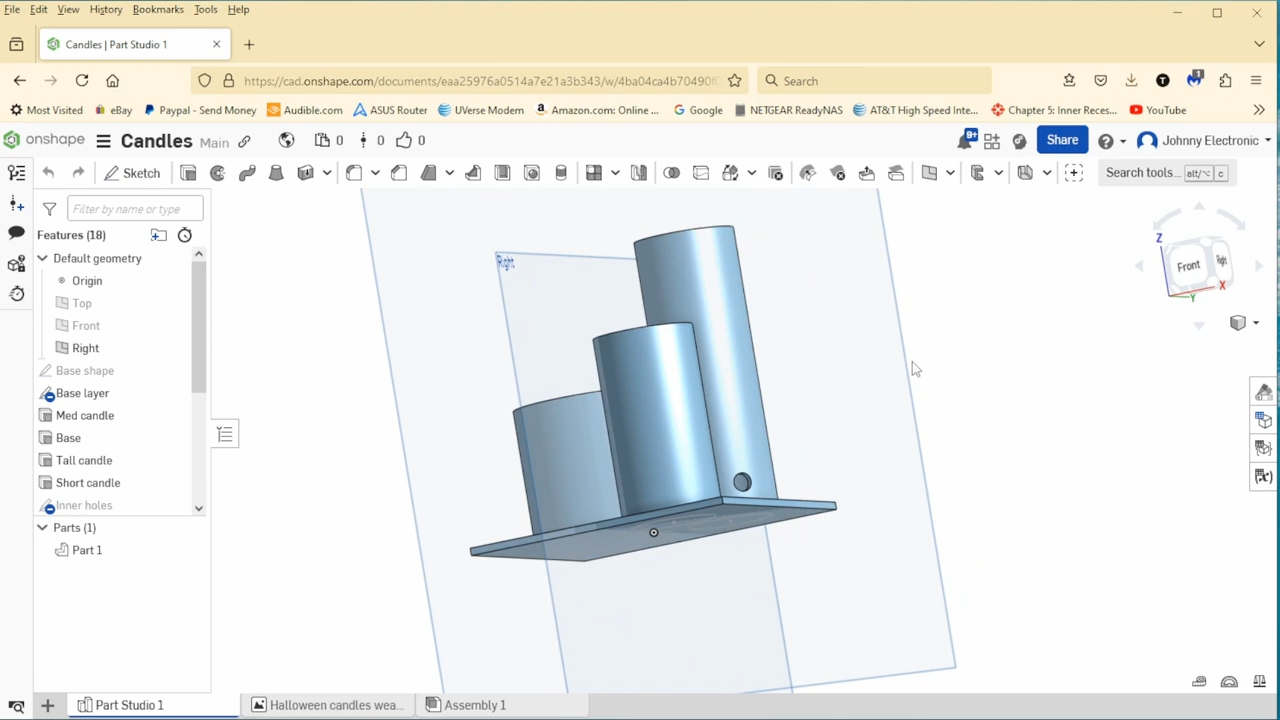 File Edit View History Bookmarks Tools Help
Candles | Part Studio 1
https://cad.onshape.com/documents/eaa25976a0514a7e21a3b343/w/4ba04ca4b70490f
Search
Most Visited eBay Paypal - Send Money Audible.com ASUS Router UVerse Modem Amazon.com: Online ... Google NETGEAR ReadyNAS AT&T High Speed Inte... Chapter 5: Inner Reces... YouTube
onshape Candles Main 0 0 0 9+ Share Johnny Electronic
Sketch Search tools... alt/⌥ c
Filter by name or type
Features (18)
Default geometry
Origin
Top
Front
Right
Base shape
Base layer
Med candle
Base
Tall candle
Short candle
Inner holes
Parts (1)
Part 1
Right
Z
Front Right
X
Y
Part Studio 1 Halloween candles wea... Assembly 1